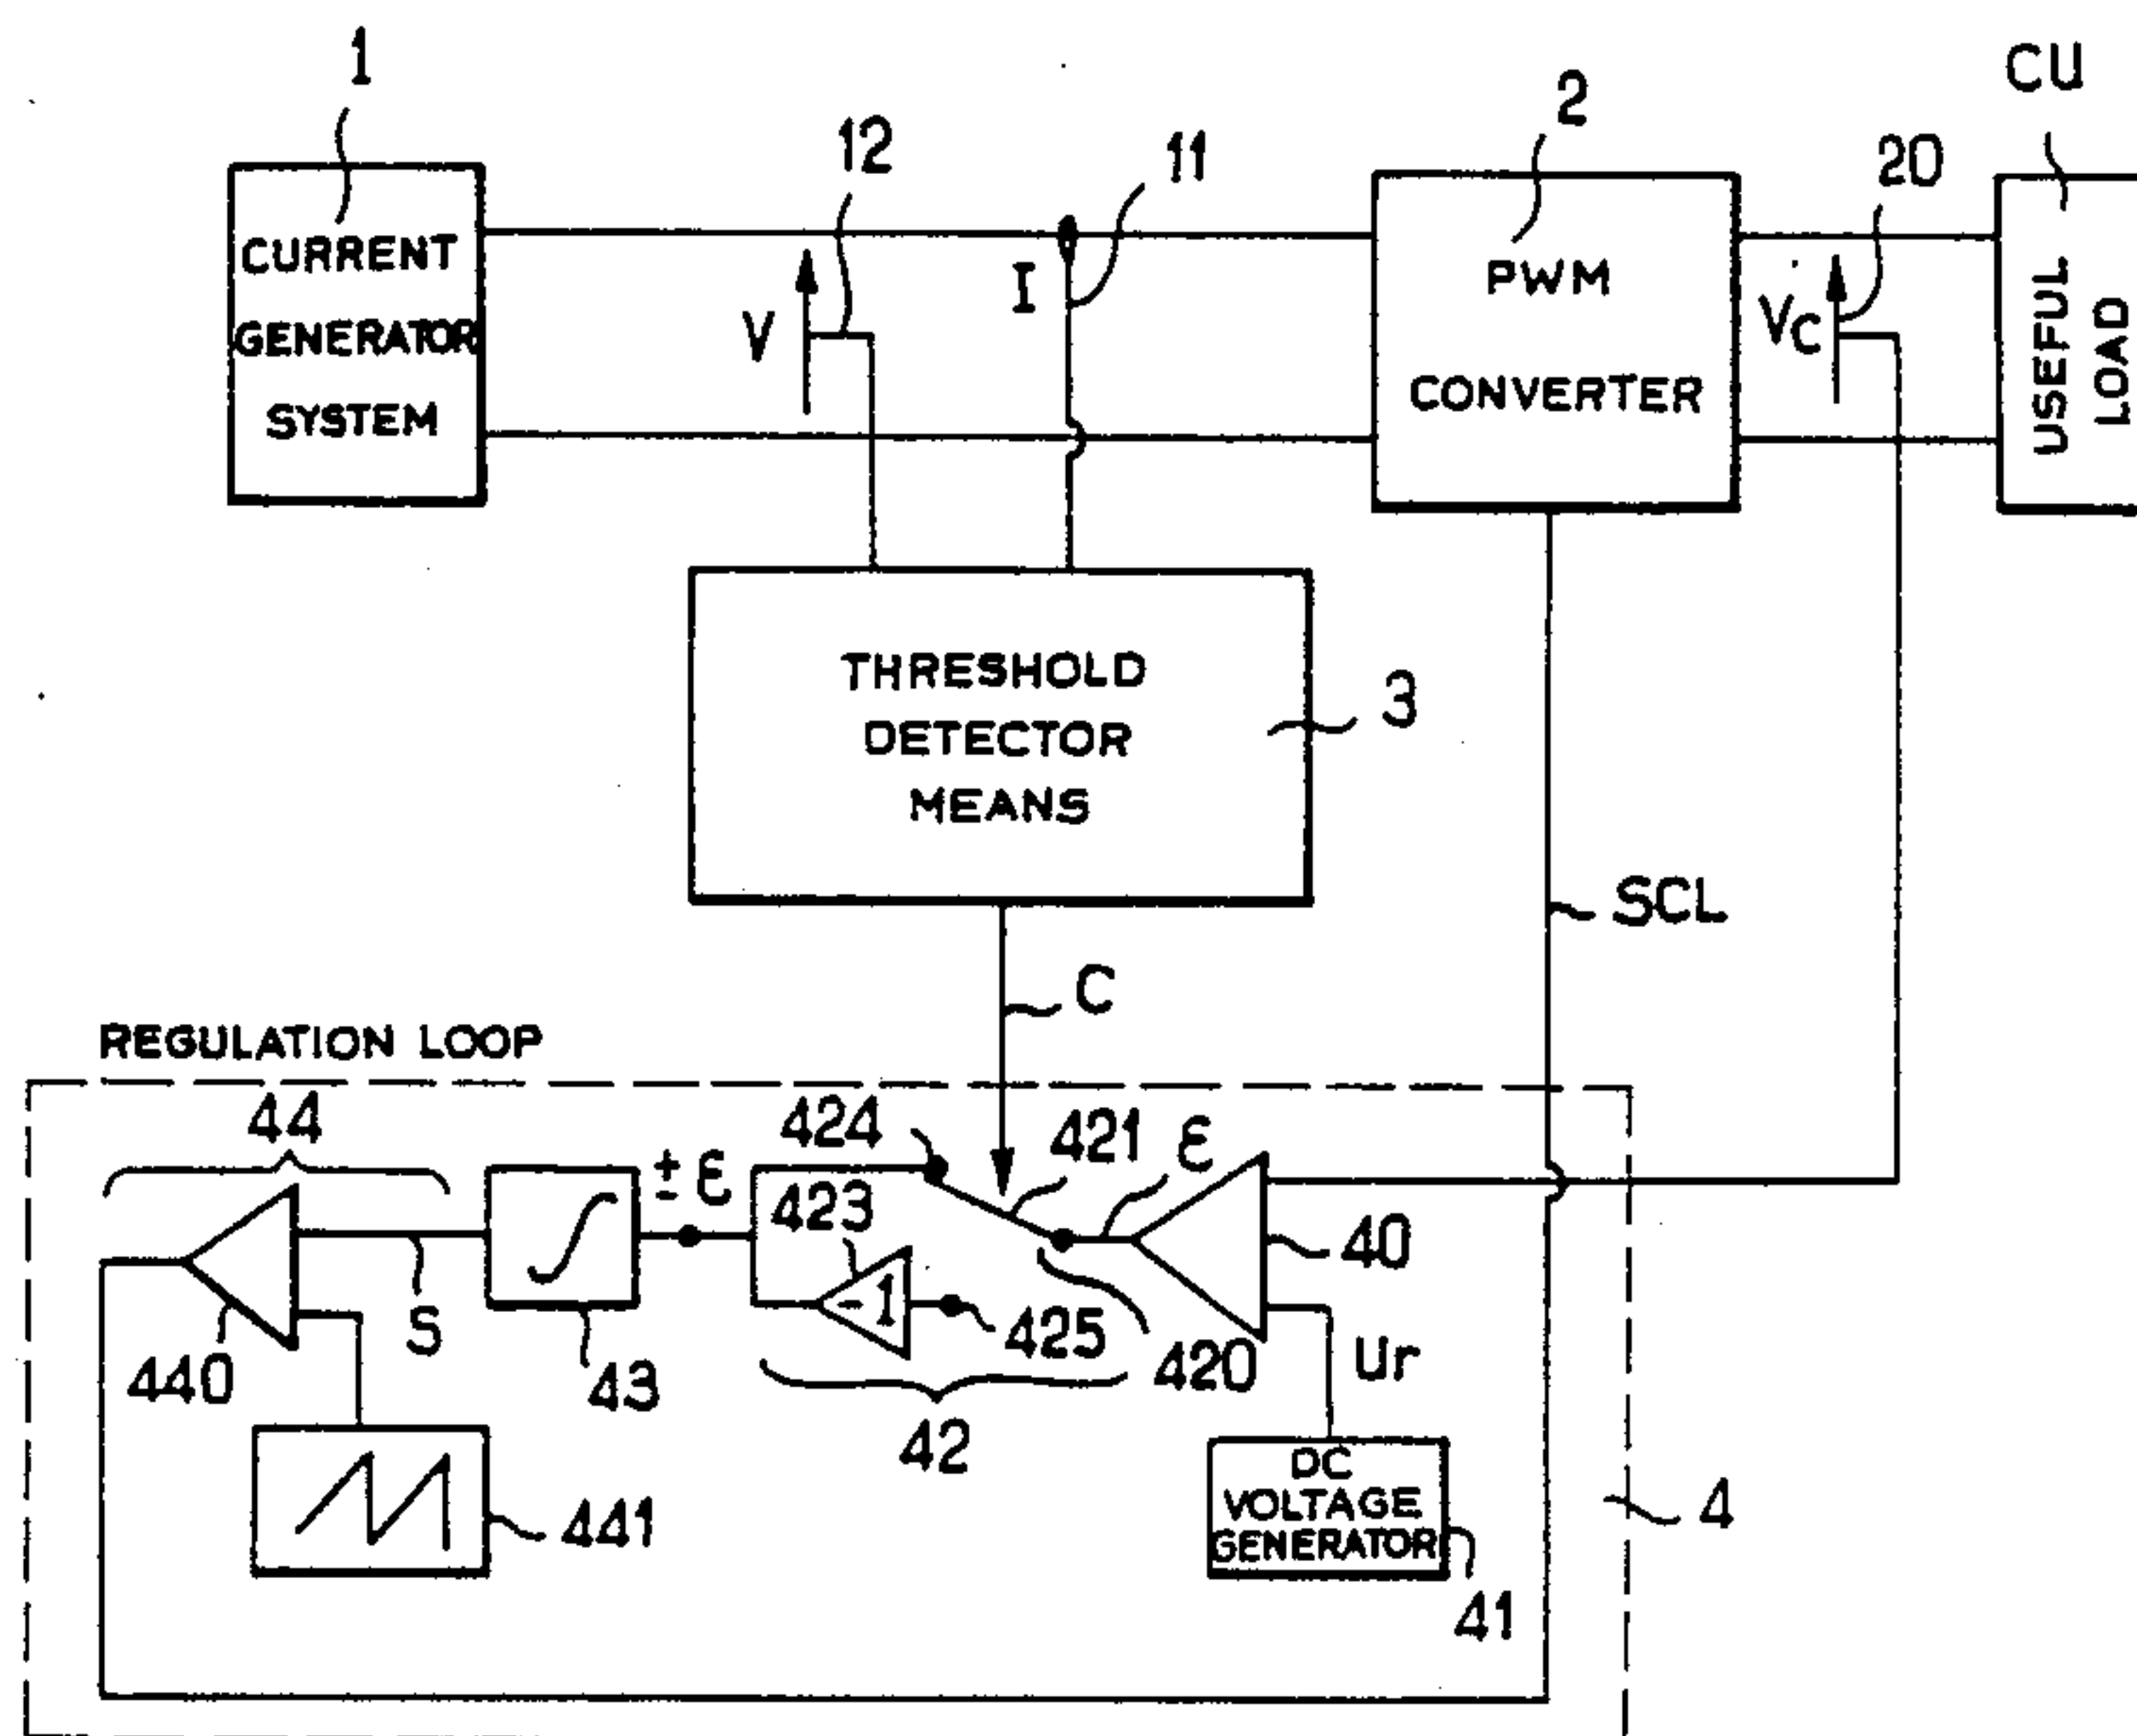 1
CU
2
12
11
20
CURRENT
GENERATOR
SYSTEM
V
I
PWM
CONVERTER
VC
USEFUL
LOAD
THRESHOLD
DETECTOR
MEANS
3
SCL
C
REGULATION LOOP
44
424
421
ε
± ε
423
40
-1
425
S
440
43
420
Ur
42
DC
VOLTAGE
GENERATOR
441
4
41